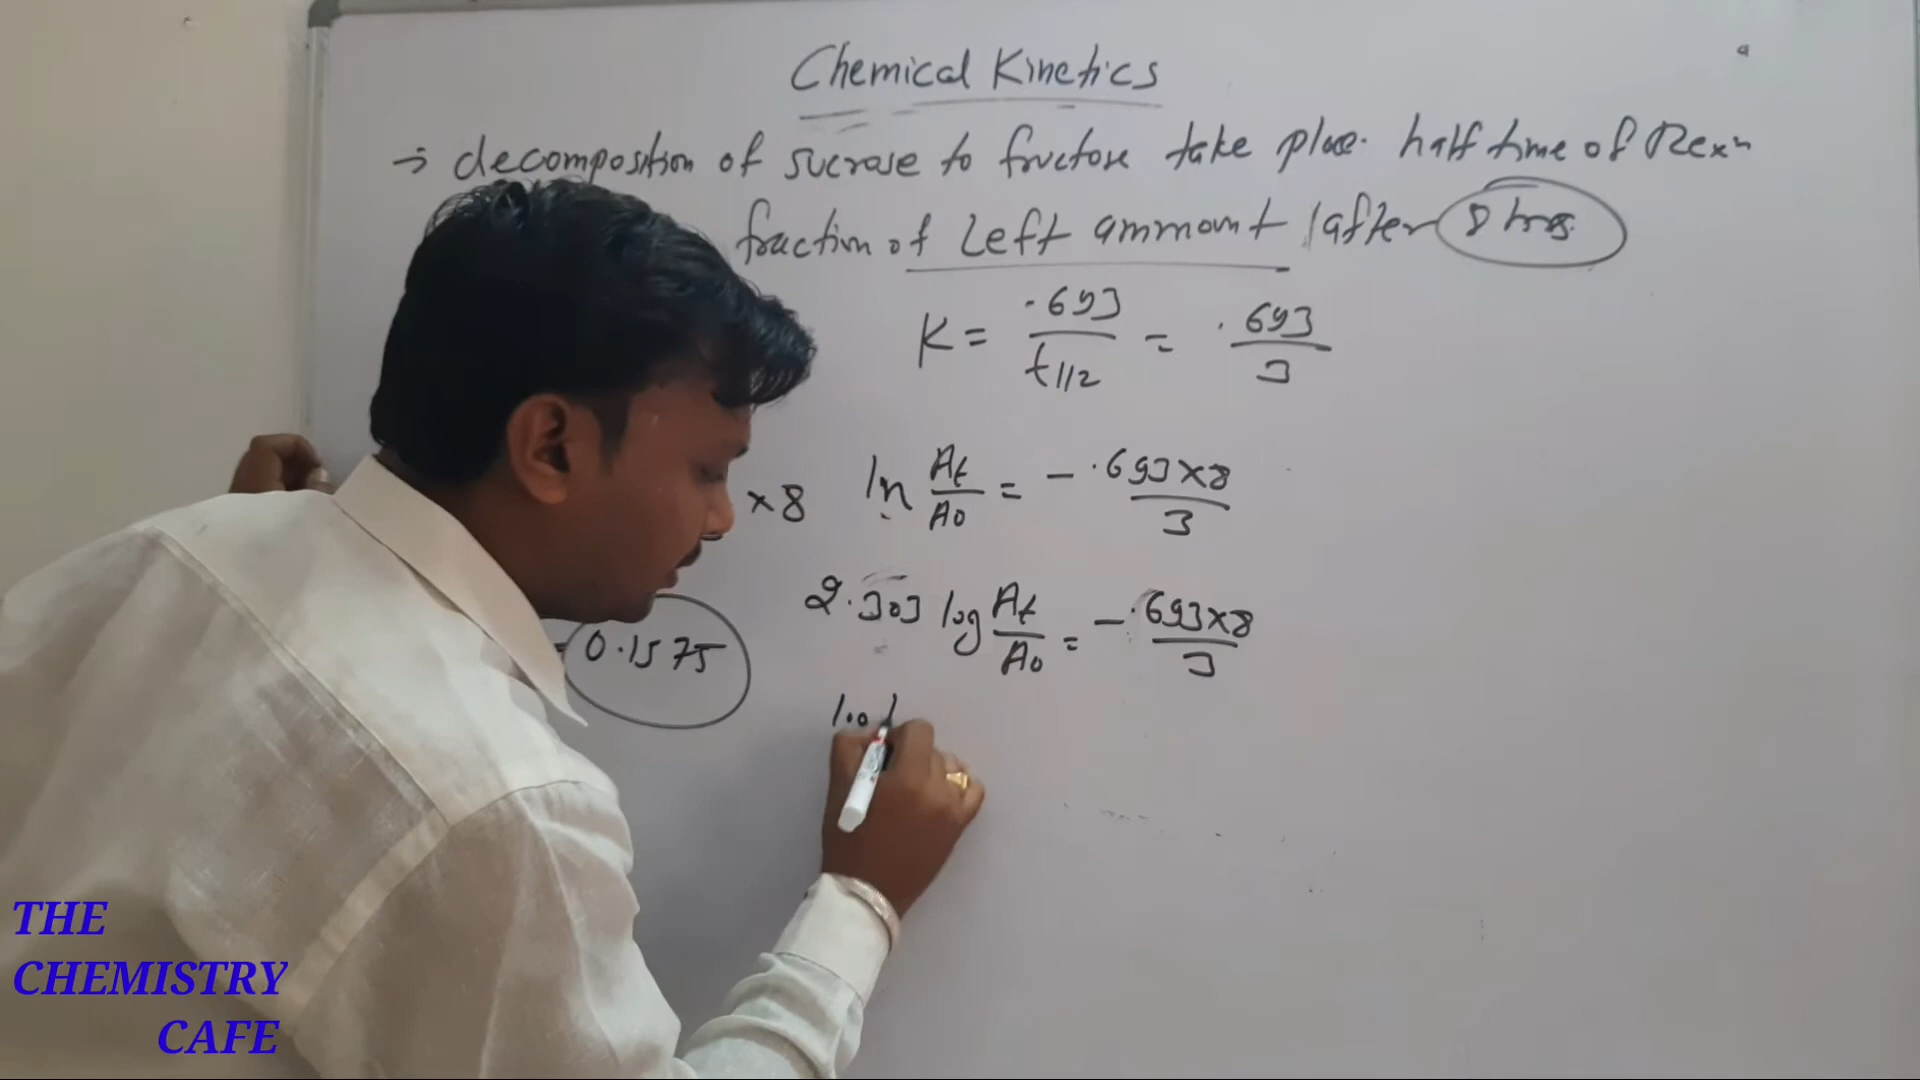 Chemical Kinetics
→ decomposition of sucrose to fructose take place. half time of Rexn
fraction of Left ammount after 8 hrs.
K = .693 / t1/2 = .693 / 3
×8 ln At/A0 = - .693×8 / 3
2.303 log At/A0 = - .693×8 / 3
= 0.1575
THE
CHEMISTRY
CAFE